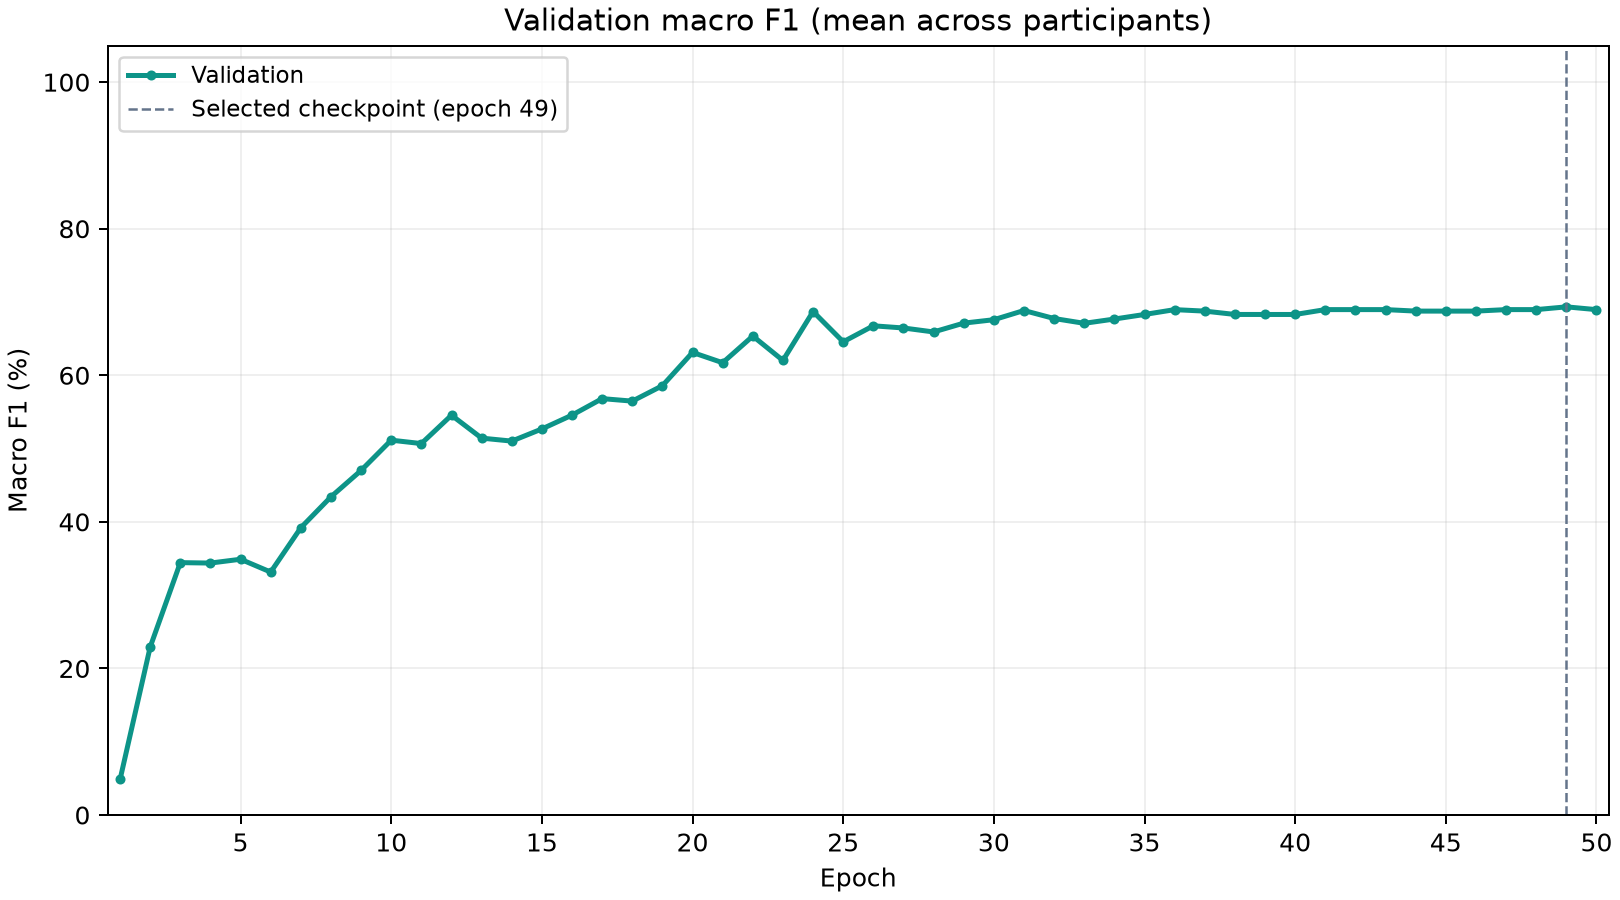 Validation macro F1 (mean across participants)
Validation
Selected checkpoint (epoch 49)
Macro F1 (%)
100
80
60
40
20
0
5 10 15 20 25 30 35 40 45 50
Epoch